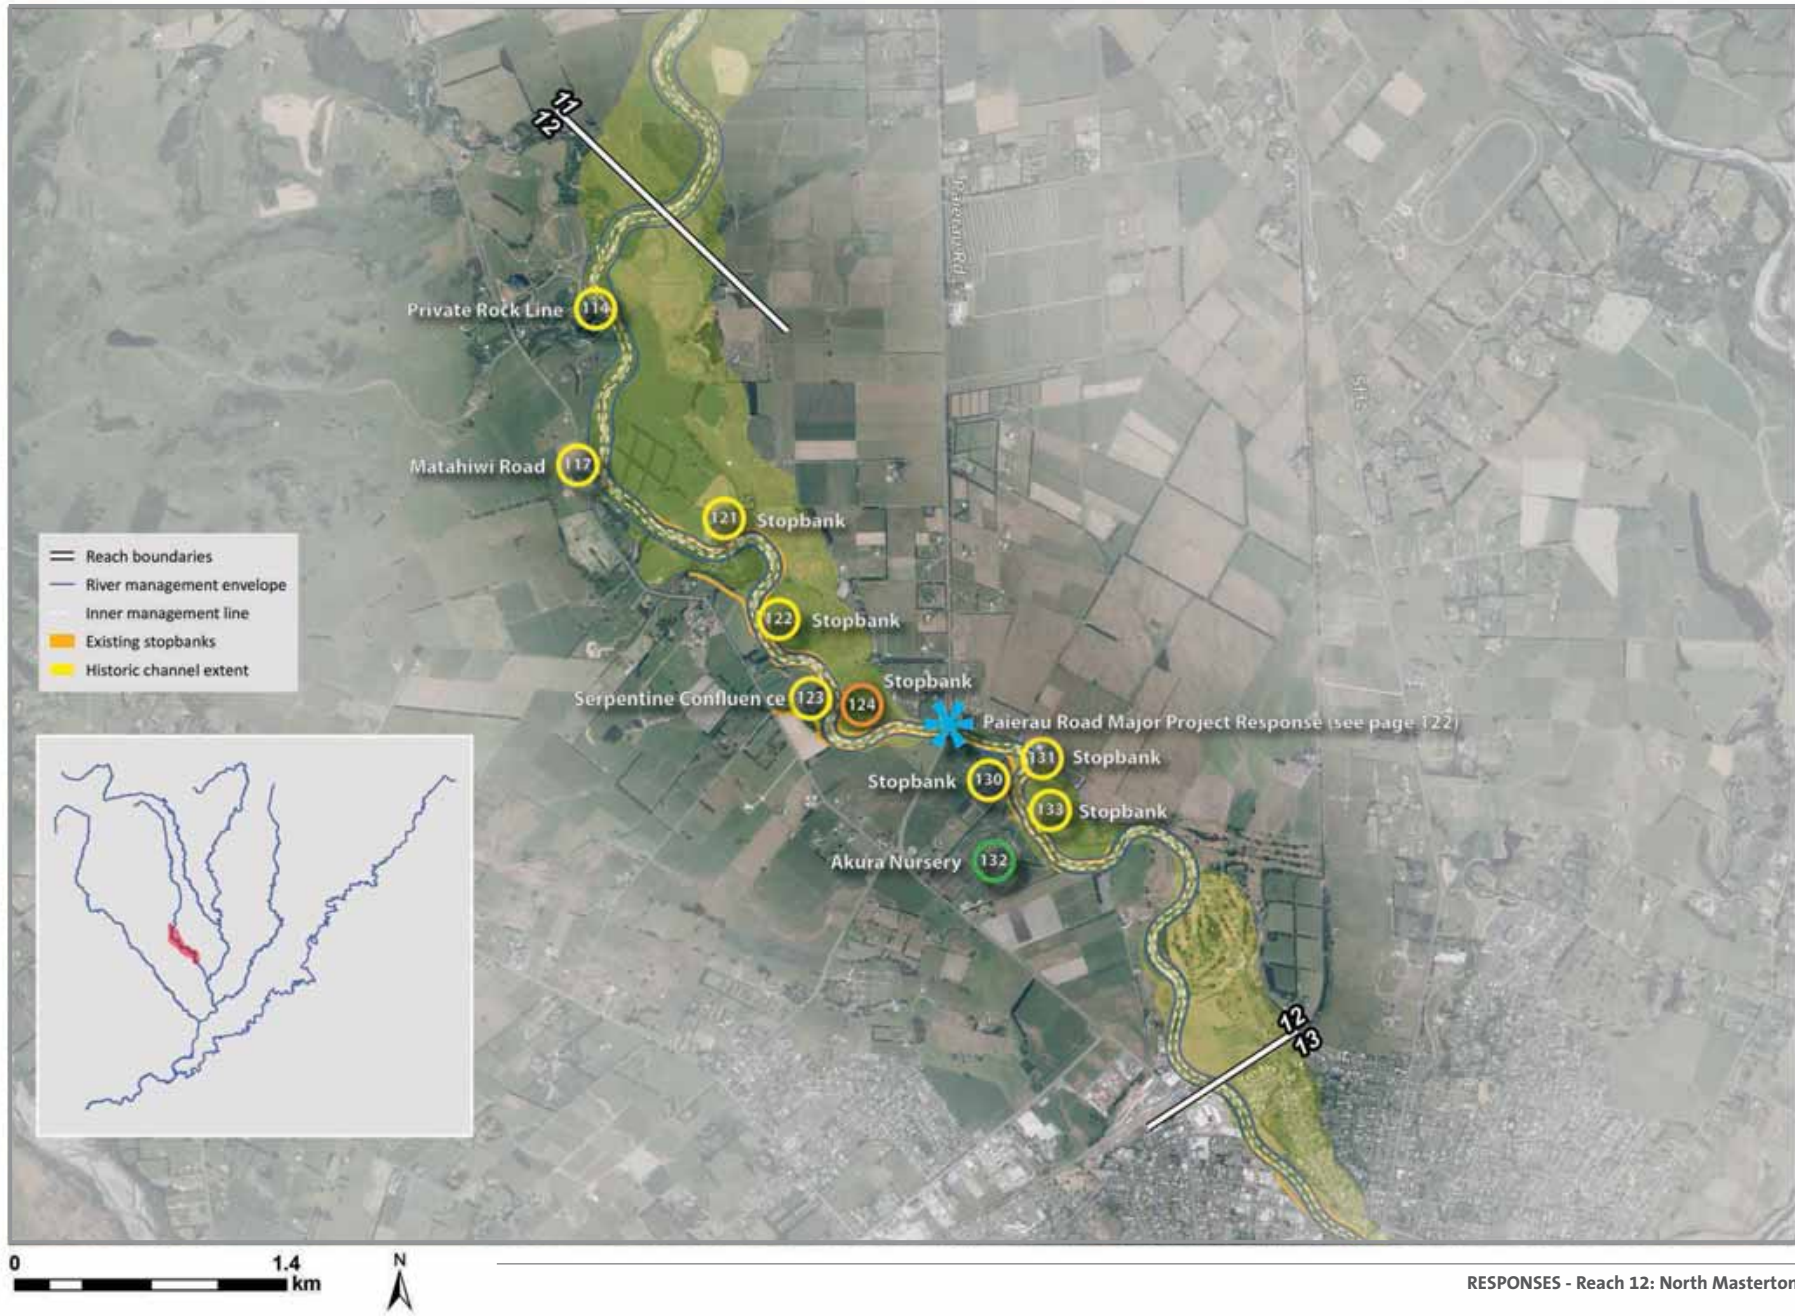 11
12
Paierau Rd
Private Rock Line 114
SH2
Matahiwi Road 117
121 Stopbank
Reach boundaries
River management envelope
Inner management line
Existing stopbanks
Historic channel extent
122 Stopbank
Stopbank
Serpentine Confluen ce 123
124
Paierau Road Major Project Response (see page 122)
131 Stopbank
Stopbank 130
133 Stopbank
Akura Nursery 132
12
13
0 1.4
km
N
RESPONSES - Reach 12: North Masterton